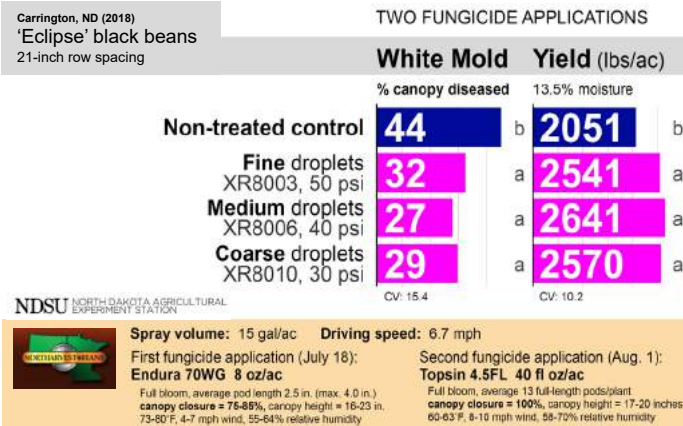 Carrington, ND (2018)
'Eclipse' black beans
21-inch row spacing
TWO FUNGICIDE APPLICATIONS
White Mold Yield (lbs/ac)
% canopy diseased 13.5% moisture
Non-treated control 44 b 2051 b
Fine droplets
XR8003, 50 psi 32 a 2541 a
Medium droplets
XR8006, 40 psi 27 a 2641 a
Coarse droplets
XR8010, 30 psi 29 a 2570 a
CV: 15.4 CV: 10.2
NDSU NORTH DAKOTA AGRICULTURAL
EXPERIMENT STATION
NORTHARVEST BEANS
Spray volume: 15 gal/ac Driving speed: 6.7 mph
First fungicide application (July 18):
Endura 70WG 8 oz/ac
Full bloom, average pod length 2.5 in. (max. 4.0 in.)
canopy closure = 75-85%, canopy height = 16-23 in.
73-80°F, 4-7 mph wind, 55-64% relative humidity
Second fungicide application (Aug. 1):
Topsin 4.5FL 40 fl oz/ac
Full bloom, average 13 full-length pods/plant
canopy closure = 100%, canopy height = 17-20 inches
60-63°F, 8-10 mph wind, 58-70% relative humidity